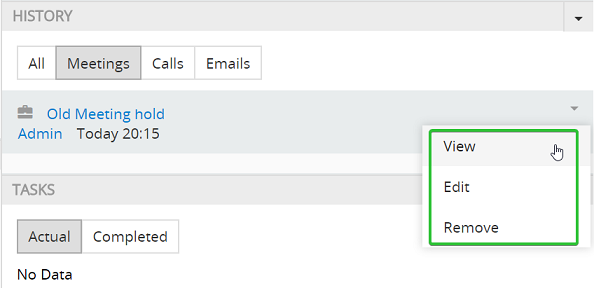 HISTORY
All Meetings Calls Emails
Old Meeting hold
Admin Today 20:15
View
Edit
Remove
TASKS
Actual Completed
No Data